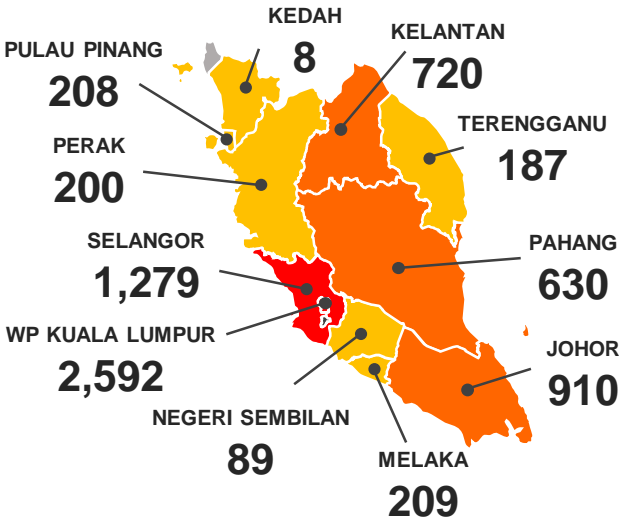 KEDAH
8
KELANTAN
720
PULAU PINANG
208
TERENGGANU
187
PERAK
200
SELANGOR
1,279
PAHANG
630
WP KUALA LUMPUR
2,592
JOHOR
910
NEGERI SEMBILAN
89
MELAKA
209